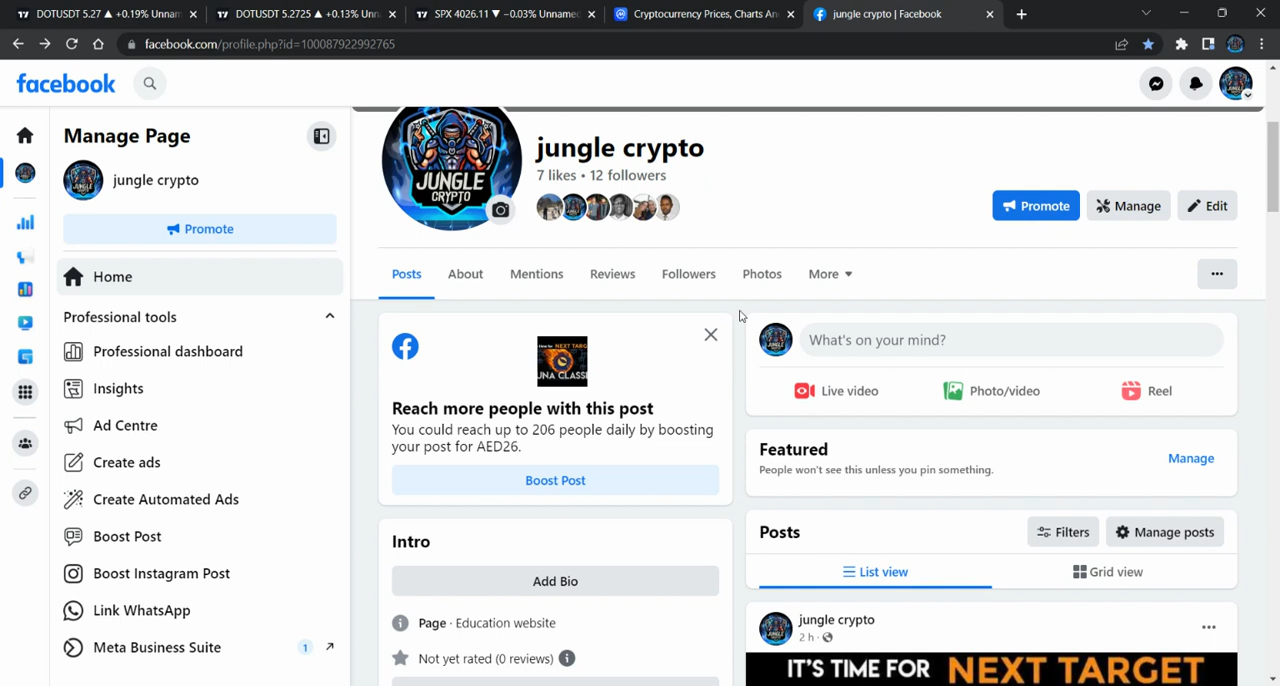 DOTUSDT 5.27 ▲ +0.19% Unnam
DOTUSDT 5.2725 ▲ +0.13% Unn
SPX 4026.11 ▼ −0.03% Unname
Cryptocurrency Prices, Charts An
jungle crypto | Facebook
facebook.com/profile.php?id=100087922992765
facebook
Manage Page
jungle crypto
Promote
Home
Professional tools
Professional dashboard
Insights
Ad Centre
Create ads
Create Automated Ads
Boost Post
Boost Instagram Post
Link WhatsApp
Meta Business Suite
1
JUNGLE
CRYPTO
jungle crypto
7 likes • 12 followers
Promote
Manage
Edit
Posts
About
Mentions
Reviews
Followers
Photos
More
NEXT TARG
UNA CLASSI
Reach more people with this post
You could reach up to 206 people daily by boosting
your post for AED26.
Boost Post
Intro
Add Bio
Page · Education website
Not yet rated (0 reviews)
What's on your mind?
Live video
Photo/video
Reel
Featured
People won't see this unless you pin something.
Manage
Posts
Filters
Manage posts
List view
Grid view
jungle crypto
2 h ·
IT'S TIME FOR NEXT TARGET